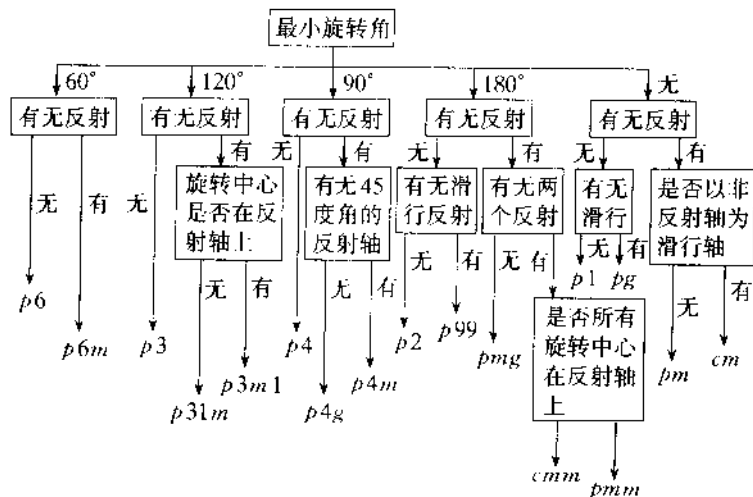 最小旋转角
60° 120° 90° 180° 无
有无反射 有无反射 有无反射 有无反射 有无反射
无 有 无 有 无 有 无 有 无 有
旋转中心
是否在反
射轴上
有无45
度角的
反射轴
有无滑
行反射
有无两
个反射
有无
滑行
是否以非
反射轴为
滑行轴
无 有 无 有 无 有 无 有 无 有 无 有
p6 p6m p3 p31m p3m1 p4 p4g p4m p2 p99 pmg p1 pg pm cm
是否所有
旋转中心
在反射轴
上
cmm pmm